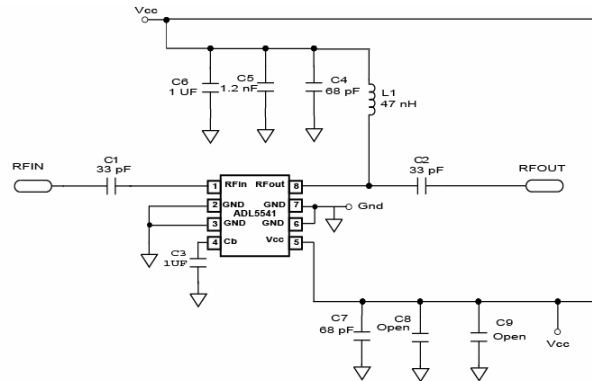 Vcc
C6
1 UF
C5
1.2 nF
C4
68 pF
L1
47 nH
RFIN
C1
33 pF
C2
33 pF
RFOUT
1 RFin RFout 8
2 GND GND 7
ADL5541
3 GND GND 6
4 Cb Vcc 5
Gnd
C3
1UF
C7
68 pF
C8
Open
C9
Open
Vcc